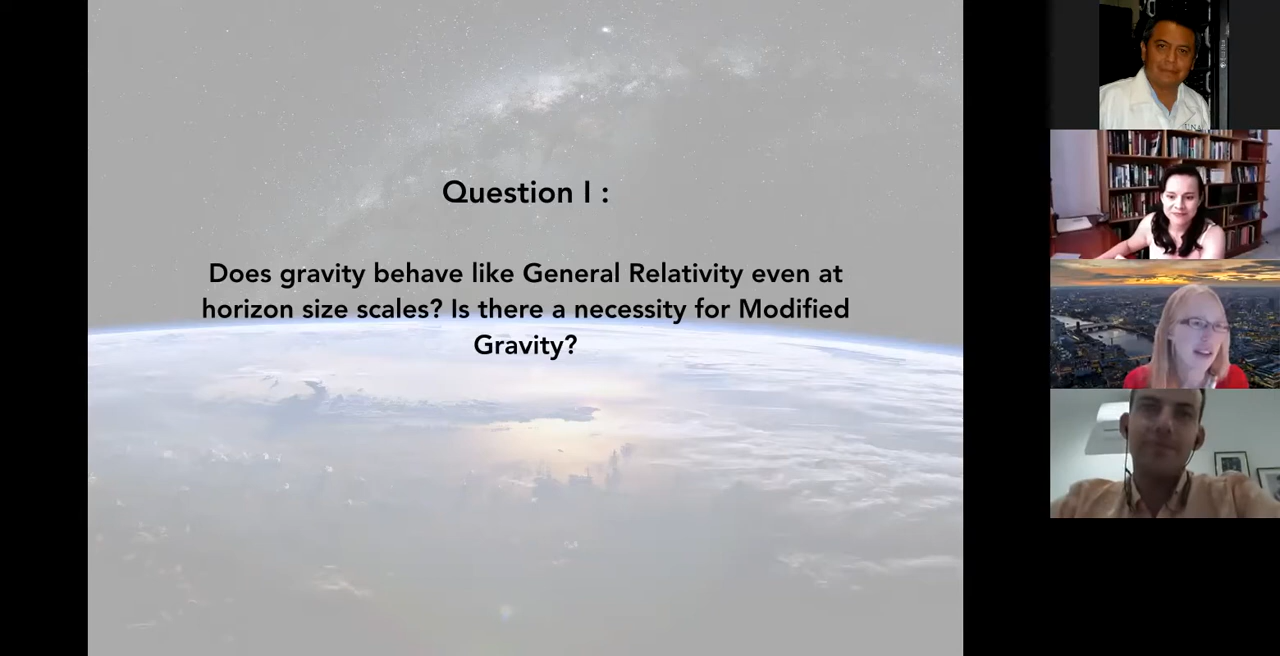 Question I :
Does gravity behave like General Relativity even at
horizon size scales? Is there a necessity for Modified
Gravity?